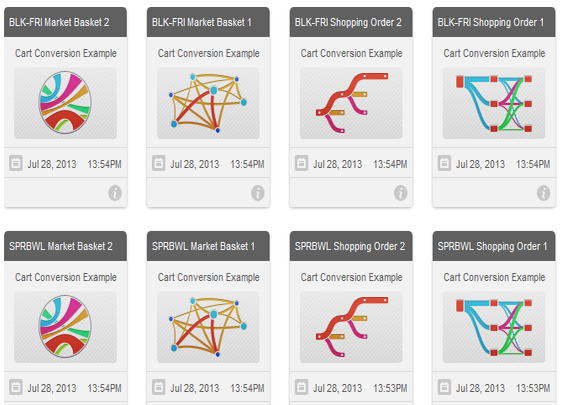 BLK-FRI Market Basket 2
BLK-FRI Market Basket 1
BLK-FRI Shopping Order 2
BLK-FRI Shopping Order 1
Cart Conversion Example
Cart Conversion Example
Cart Conversion Example
Cart Conversion Example
Jul 28, 2013 13:54PM
Jul 28, 2013 13:54PM
Jul 28, 2013 13:54PM
Jul 28, 2013 13:54PM
SPRBWL Market Basket 2
SPRBWL Market Basket 1
SPRBWL Shopping Order 2
SPRBWL Shopping Order 1
Cart Conversion Example
Cart Conversion Example
Cart Conversion Example
Cart Conversion Example
Jul 28, 2013 13:54PM
Jul 28, 2013 13:54PM
Jul 28, 2013 13:53PM
Jul 28, 2013 13:53PM